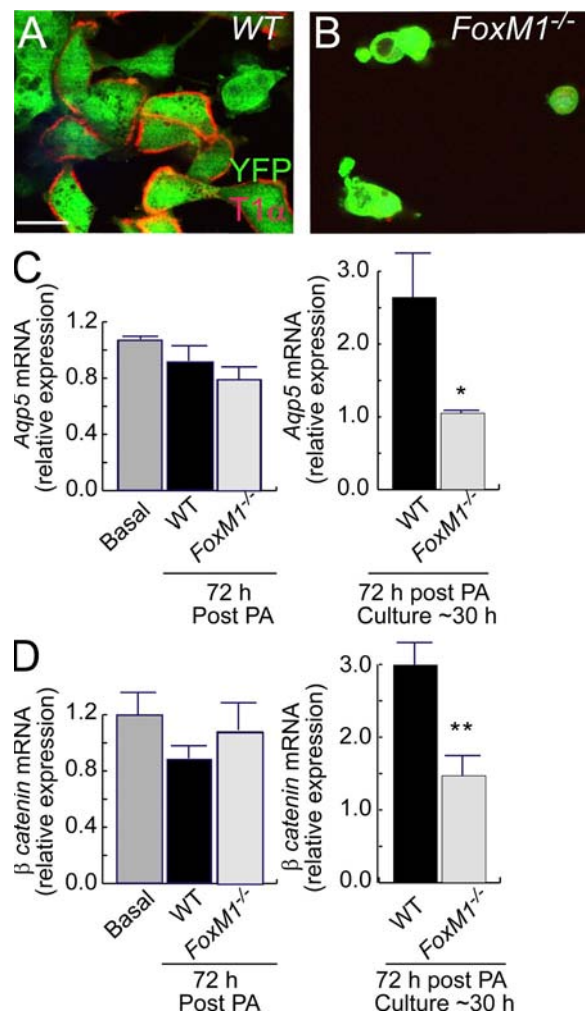 A WT
B FoxM1-/-
YFP
T1α
C
Aqp5 mRNA
(relative expression)
1.2
0.8
0.4
0.0
Basal
WT
FoxM1-/-
72 h
Post PA
Aqp5 mRNA
(relative expression)
3.0
2.0
1.0
0.0
*
WT
FoxM1-/-
72 h post PA
Culture ~30 h
D
β catenin mRNA
(relative expression)
1.2
0.8
0.4
0.0
Basal
WT
FoxM1-/-
72 h
Post PA
β catenin mRNA
(relative expression)
3.0
1.5
1.0
0.0
**
WT
FoxM1-/-
72 h post PA
Culture ~30 h